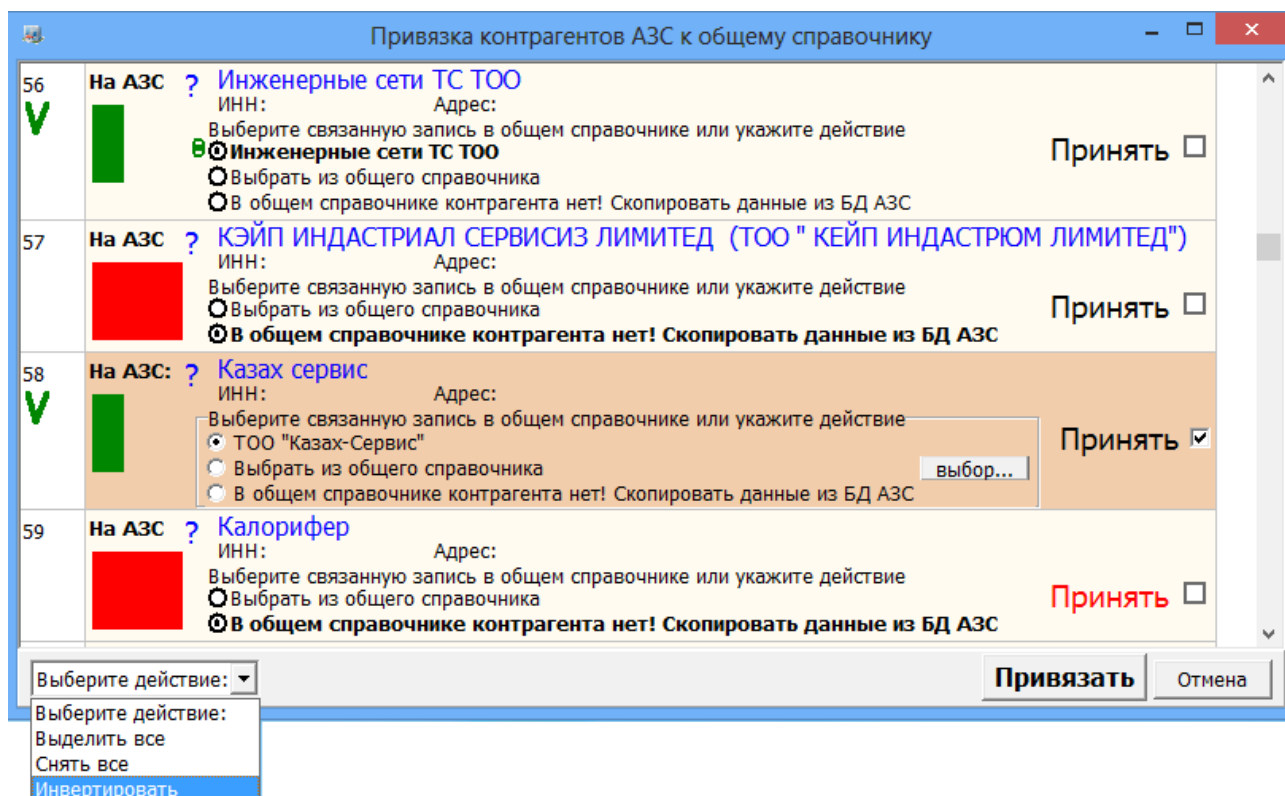 Привязка контрагентов АЗС к общему справочнику
56 На АЗС ? Инженерные сети ТС ТОО
ИНН: Адрес:
Выберите связанную запись в общем справочнике или укажите действие
Инженерные сети ТС ТОО
Принять
Выбрать из общего справочника
В общем справочнике контрагента нет! Скопировать данные из БД АЗС
57 На АЗС ? КЭЙП ИНДАСТРИАЛ СЕРВИСИЗ ЛИМИТЕД (ТОО " КЕЙП ИНДАСТРЮМ ЛИМИТЕД")
ИНН: Адрес:
Выберите связанную запись в общем справочнике или укажите действие
Выбрать из общего справочника
Принять
В общем справочнике контрагента нет! Скопировать данные из БД АЗС
58 На АЗС: ? Казах сервис
ИНН: Адрес:
Выберите связанную запись в общем справочнике или укажите действие
ТОО "Казах-Сервис"
Принять
Выбрать из общего справочника
выбор...
В общем справочнике контрагента нет! Скопировать данные из БД АЗС
59 На АЗС ? Калорифер
ИНН: Адрес:
Выберите связанную запись в общем справочнике или укажите действие
Выбрать из общего справочника
Принять
В общем справочнике контрагента нет! Скопировать данные из БД АЗС
Выберите действие:
Привязать
Отмена
Выберите действие:
Выделить все
Снять все
Инвертировать